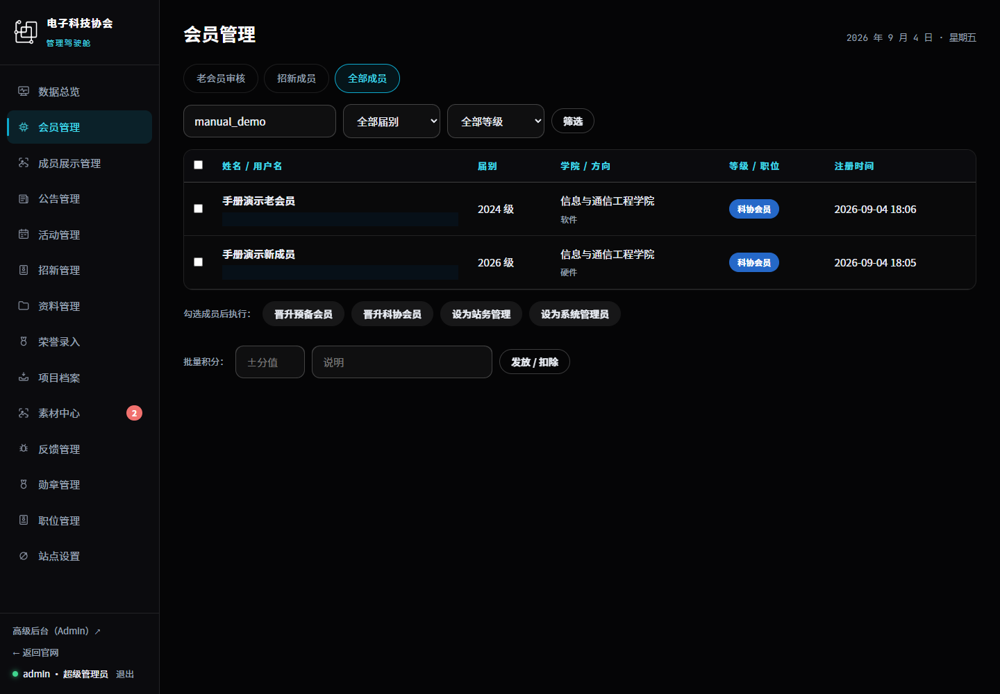 电子科技协会
管理驾驶舱
数据总览
会员管理
成员展示管理
公告管理
活动管理
招新管理
资料管理
荣誉录入
项目档案
素材中心 2
反馈管理
勋章管理
职位管理
站点设置
高级后台（Admin）↗
← 返回官网
admin · 超级管理员 退出
会员管理
2026 年 9 月 4 日 · 星期五
老会员审核 招新成员 全部成员
manual_demo 全部届别 全部等级 筛选
姓名 / 用户名 届别 学院 / 方向 等级 / 职位 注册时间
手册演示老会员 2024 级 信息与通信工程学院 软件 科协会员 2026-09-04 18:06
手册演示新成员 2026 级 信息与通信工程学院 硬件 科协会员 2026-09-04 18:05
勾选成员后执行： 晋升预备会员 晋升科协会员 设为站务管理 设为系统管理员
批量积分： 土分值 说明 发放 / 扣除